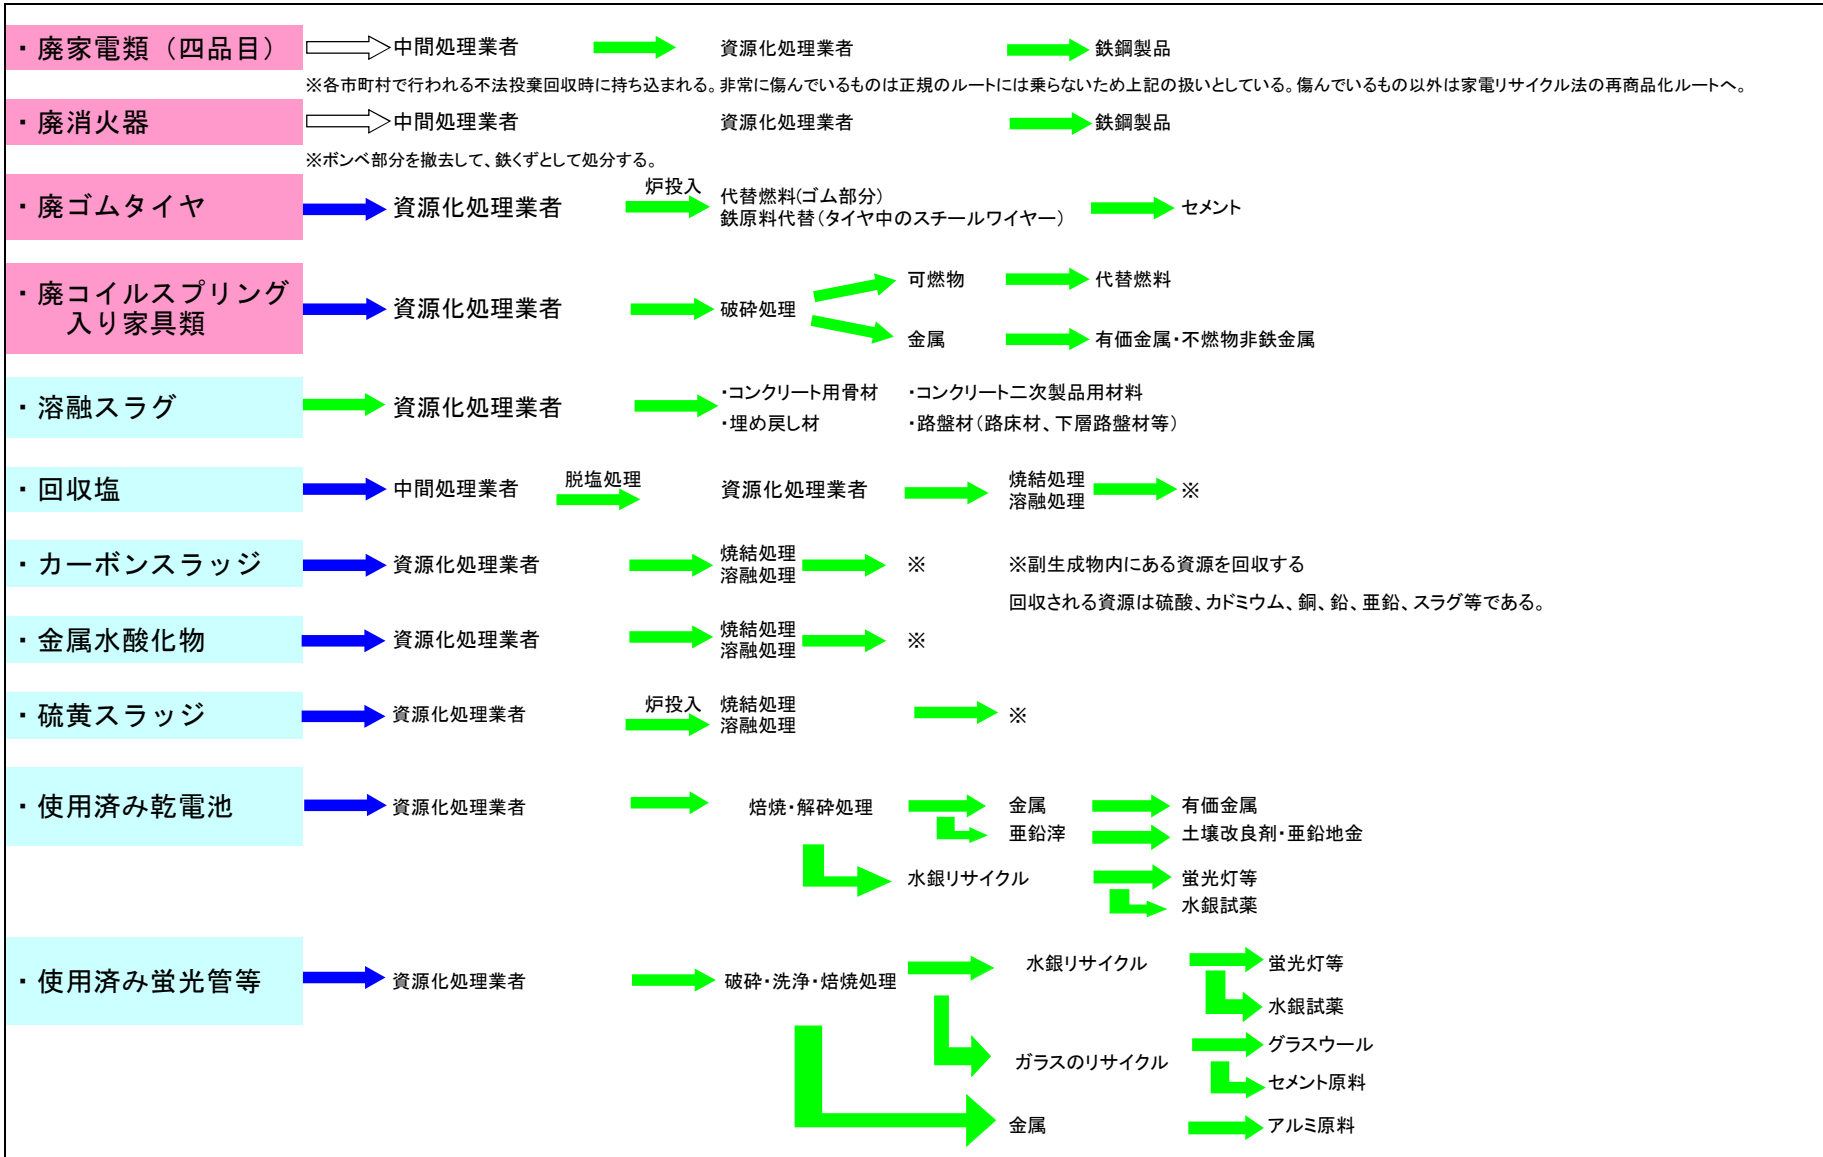 ・廃家電類（四品目）
中間処理業者
資源化処理業者
鉄鋼製品
※各市町村で行われる不法投棄回収時に持ち込まれる。非常に傷んでいるものは正規のルートには乗らないため上記の扱いとしている。傷んでいるもの以外は家電リサイクル法の再商品化ルートへ。
・廃消火器
中間処理業者
資源化処理業者
鉄鋼製品
※ボンベ部分を撤去して、鉄くずとして処分する。
・廃ゴムタイヤ
資源化処理業者
炉投入
代替燃料(ゴム部分）
鉄原料代替（タイヤ中のスチールワイヤー）
セメント
・廃コイルスプリング
入り家具類
資源化処理業者
破砕処理
可燃物
代替燃料
金属
有価金属・不燃物非鉄金属
・溶融スラグ
資源化処理業者
・コンクリート用骨材
・コンクリート二次製品用材料
・埋め戻し材
・路盤材（路床材、下層路盤材等）
・回収塩
中間処理業者
脱塩処理
資源化処理業者
焼結処理
溶融処理
※
・カーボンスラッジ
資源化処理業者
焼結処理
溶融処理
※
※副生成物内にある資源を回収する
回収される資源は硫酸、カドミウム、銅、鉛、亜鉛、スラグ等である。
・金属水酸化物
資源化処理業者
焼結処理
溶融処理
※
・硫黄スラッジ
資源化処理業者
炉投入
焼結処理
溶融処理
※
・使用済み乾電池
資源化処理業者
焙焼・解砕処理
金属
有価金属
亜鉛滓
土壌改良剤・亜鉛地金
水銀リサイクル
蛍光灯等
水銀試薬
・使用済み蛍光管等
資源化処理業者
破砕・洗浄・焙焼処理
水銀リサイクル
蛍光灯等
水銀試薬
ガラスのリサイクル
グラスウール
セメント原料
金属
アルミ原料